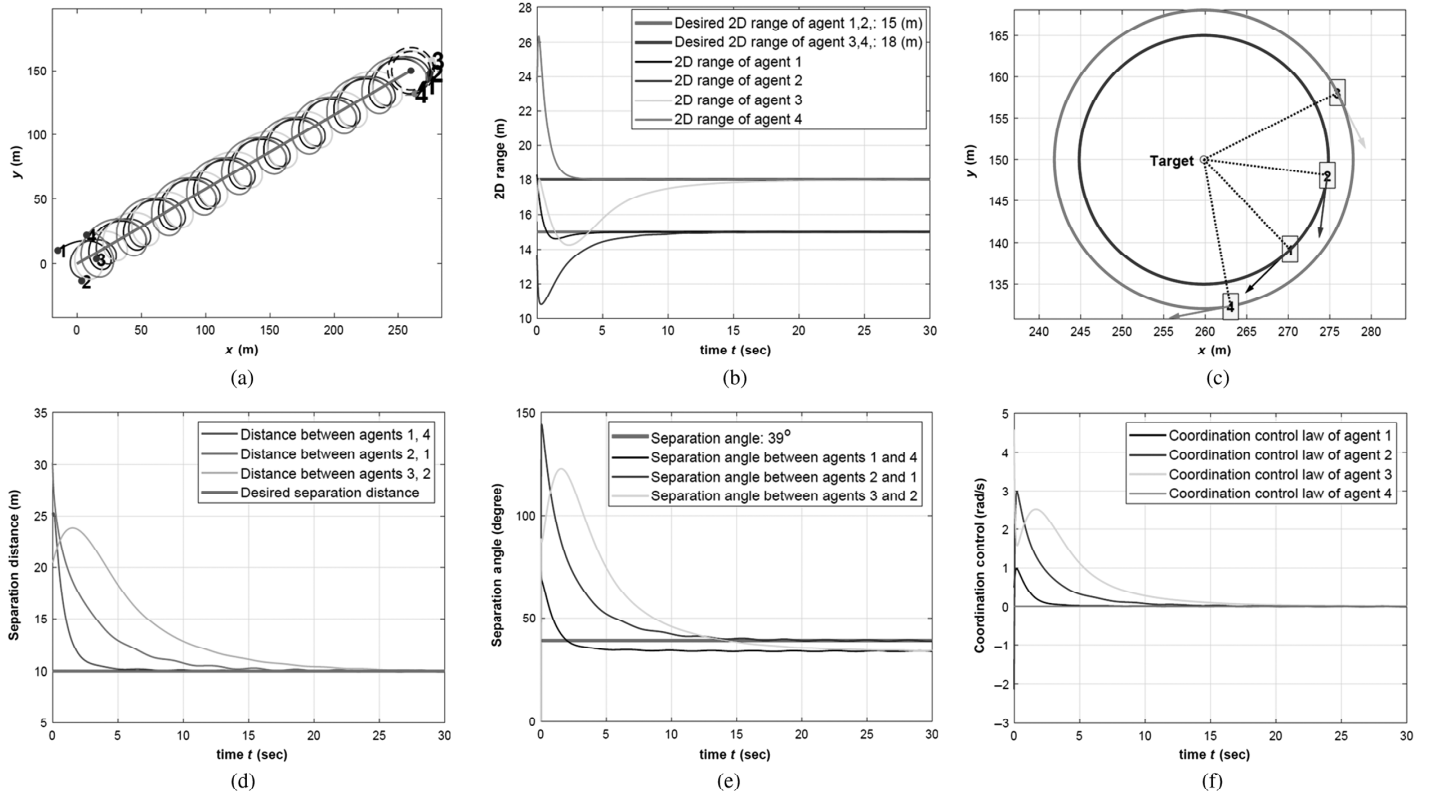 150
100
50
0
0
50
100
150
200
250
y (m)
x (m)
1
2
3
4
3
2
1
4
(a)
28
26
24
22
20
18
16
14
12
10
0
5
10
15
20
25
30
2D range (m)
time t (sec)
Desired 2D range of agent 1,2,: 15 (m)
Desired 2D range of agent 3,4,: 18 (m)
2D range of agent 1
2D range of agent 2
2D range of agent 3
2D range of agent 4
(b)
165
160
155
150
145
140
135
240
245
250
255
260
265
270
275
280
y (m)
x (m)
Target
3
2
1
4
(c)
35
30
25
20
15
10
5
0
5
10
15
20
25
30
Separation distance (m)
time t (sec)
Distance between agents 1, 4
Distance between agents 2, 1
Distance between agents 3, 2
Desired separation distance
(d)
150
100
50
0
0
5
10
15
20
25
30
Separation angle (degree)
time t (sec)
Separation angle: 39°
Separation angle between agents 1 and 4
Separation angle between agents 2 and 1
Separation angle between agents 3 and 2
(e)
5
4
3
2
1
0
−1
−2
−3
0
5
10
15
20
25
30
Coordination control (rad/s)
time t (sec)
Coordination control law of agent 1
Coordination control law of agent 2
Coordination control law of agent 3
Coordination control law of agent 4
(f)